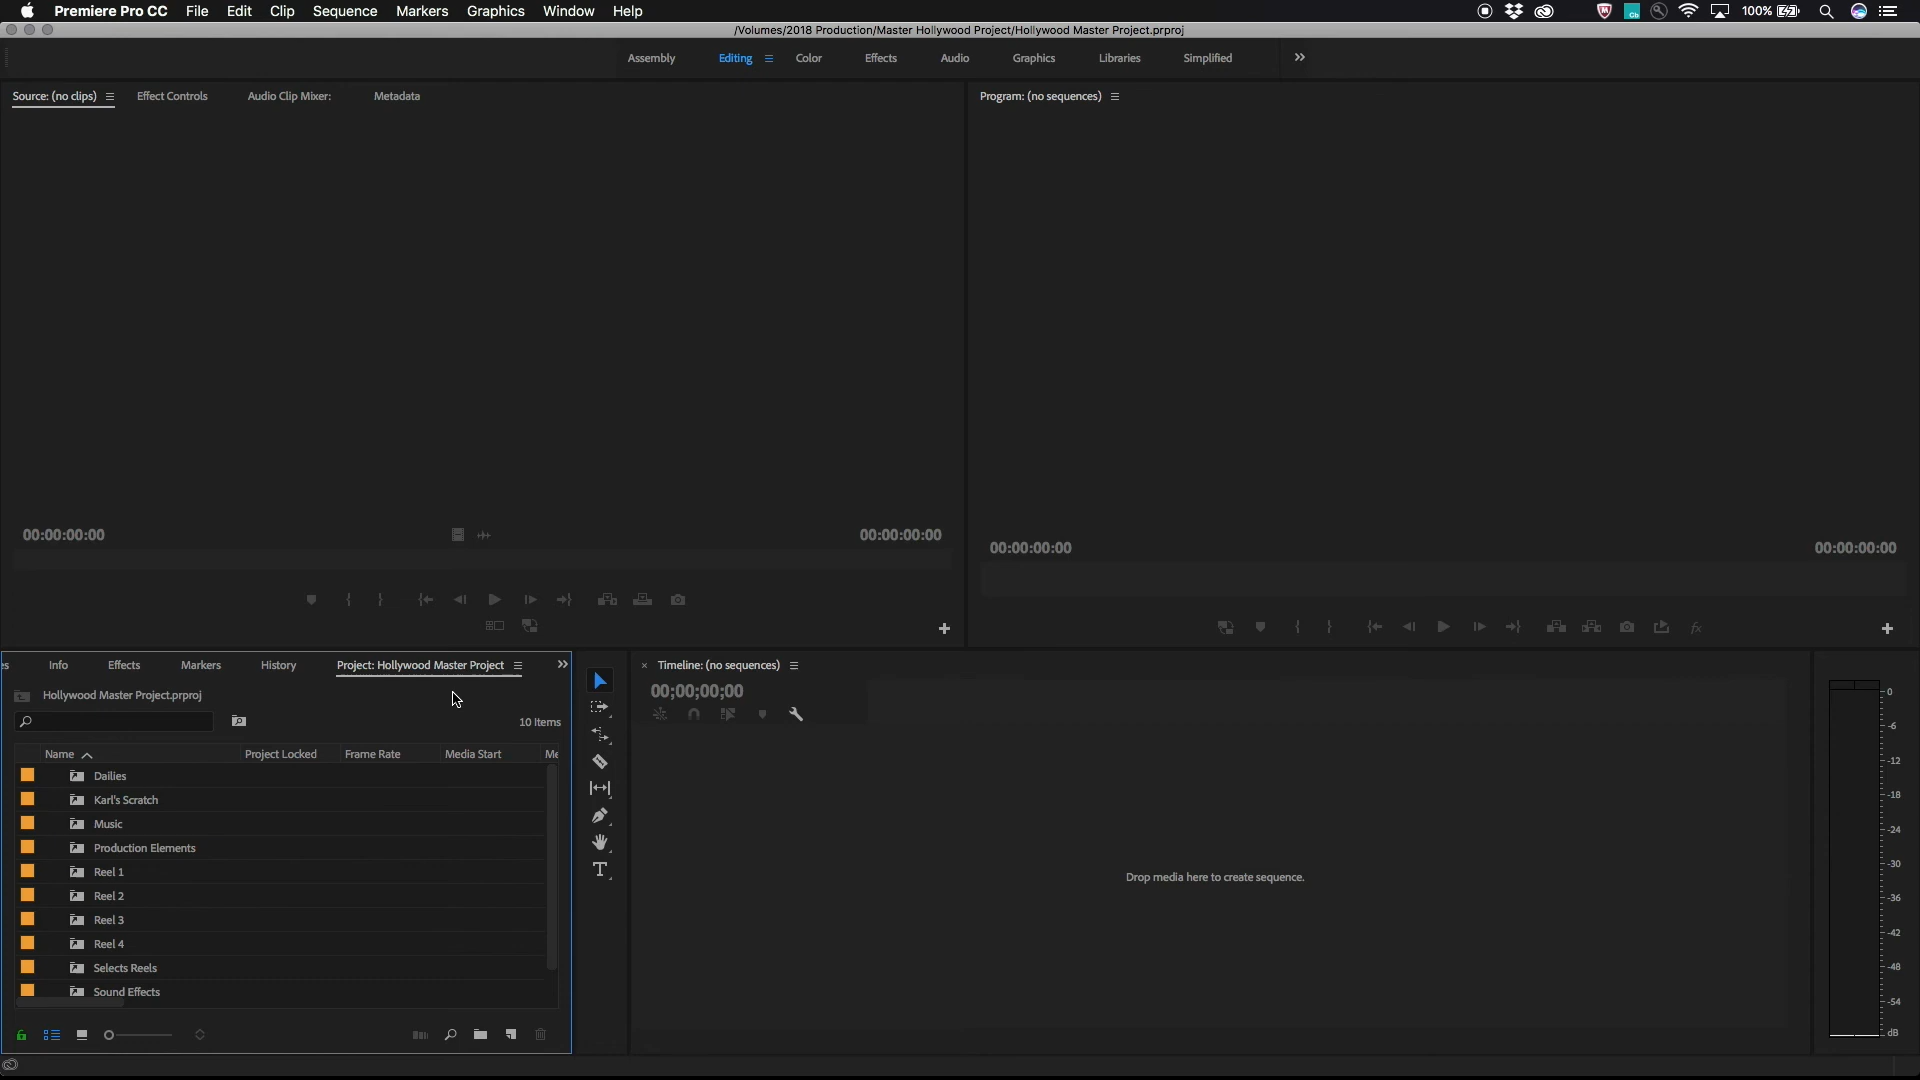 Premiere Pro CC File Edit Clip Sequence Markers Graphics Window Help 100%
/Volumes/2018 Production/Master Hollywood Project/Hollywood Master Project.prproj
Assembly Editing Color Effects Audio Graphics Libraries Simplified
Source: (no clips) Effect Controls Audio Clip Mixer: Metadata
Program: (no sequences)
00:00:00:00 00:00:00:00
00:00:00:00 00:00:00:00
es Info Effects Markers History Project: Hollywood Master Project
Hollywood Master Project.prproj
10 Items
Name Project Locked Frame Rate Media Start Me
Dailies
Karl's Scratch
Music
Production Elements
Reel 1
Reel 2
Reel 3
Reel 4
Selects Reels
Sound Effects
× Timeline: (no sequences)
00;00;00;00
Drop media here to create sequence.
0
-6
-12
-18
-24
-30
-36
-42
-48
-54
dB